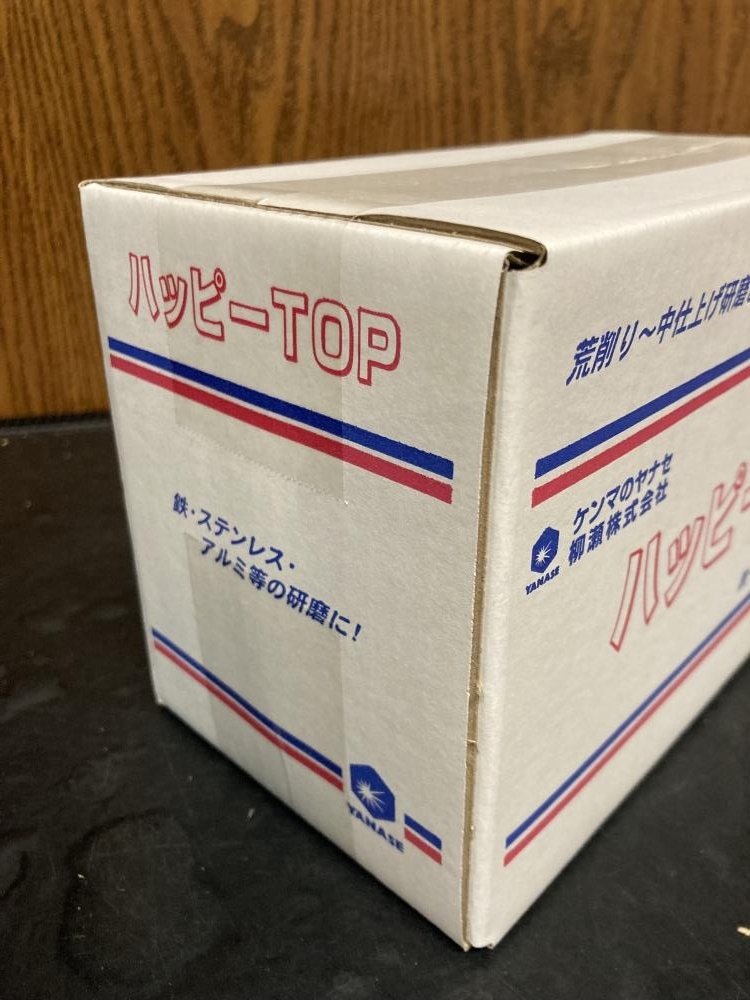 ハッピーTOP
鉄・ステンレス・
アルミ等の研磨に!
YANASE
荒削り～中仕上げ研磨
ケンマのヤナセ
柳瀬株式会社
YANASE
ハッピ